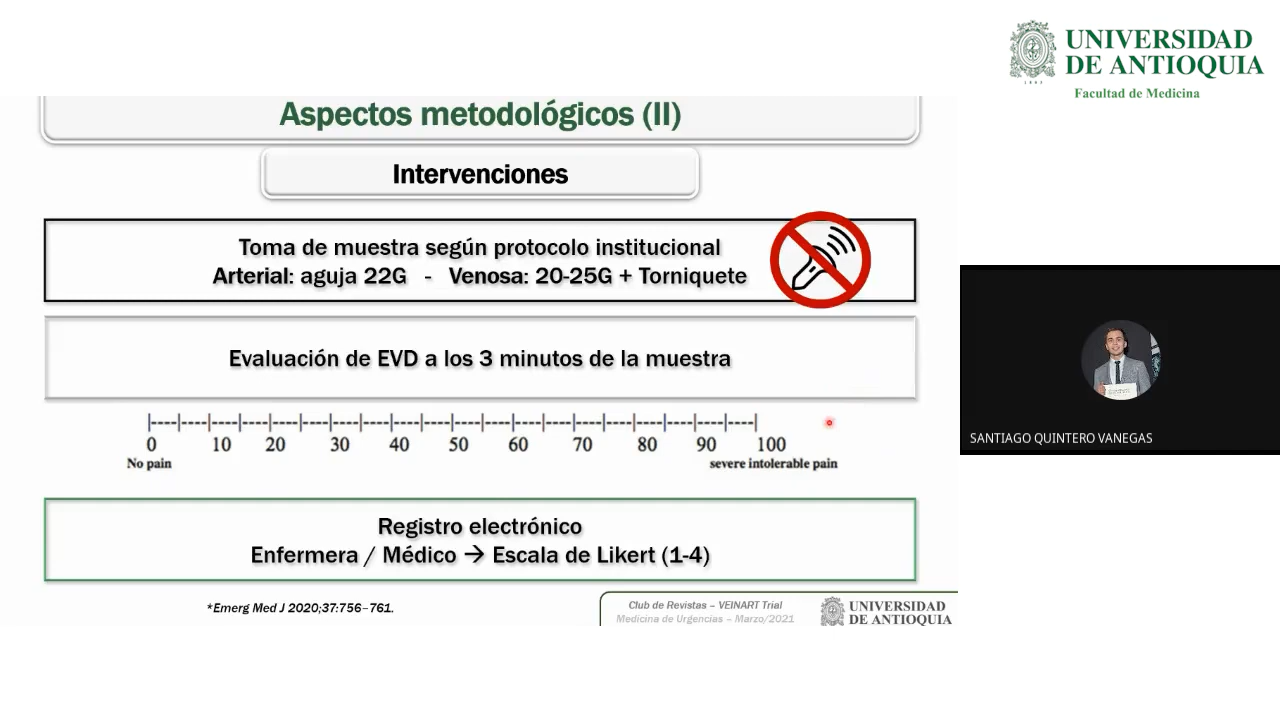 UNIVERSIDAD
DE ANTIOQUIA
1803
Facultad de Medicina
Aspectos metodológicos (II)
Intervenciones
Toma de muestra según protocolo institucional
Arterial: aguja 22G - Venosa: 20-25G + Torniquete
Evaluación de EVD a los 3 minutos de la muestra
0 10 20 30 40 50 60 70 80 90 100
No pain severe intolerable pain
SANTIAGO QUINTERO VANEGAS
Registro electrónico
Enfermera / Médico → Escala de Likert (1-4)
*Emerg Med J 2020;37:756–761.
Club de Revistas – VEINART Trial
Medicina de Urgencias – Marzo/2021
UNIVERSIDAD
DE ANTIOQUIA